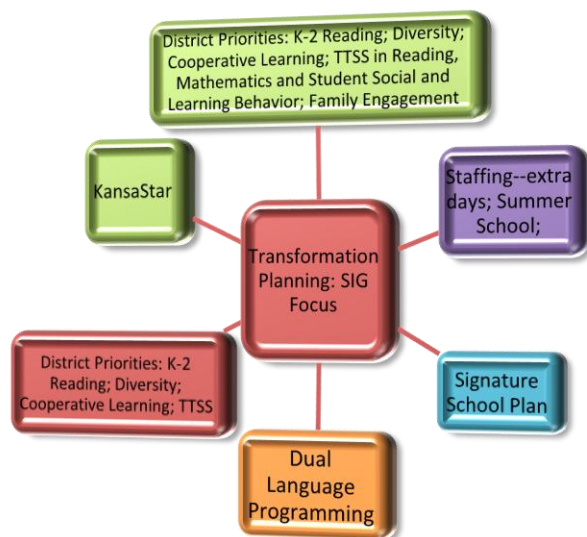 District Priorities: K-2 Reading; Diversity;
Cooperative Learning; TTSS in Reading,
Mathematics and Student Social and
Learning Behavior; Family Engagement
KansaStar
Staffing--extra
days; Summer
School;
Transformation
Planning: SIG
Focus
District Priorities: K-2
Reading; Diversity;
Cooperative Learning; TTSS
Signature
School Plan
Dual
Language
Programming